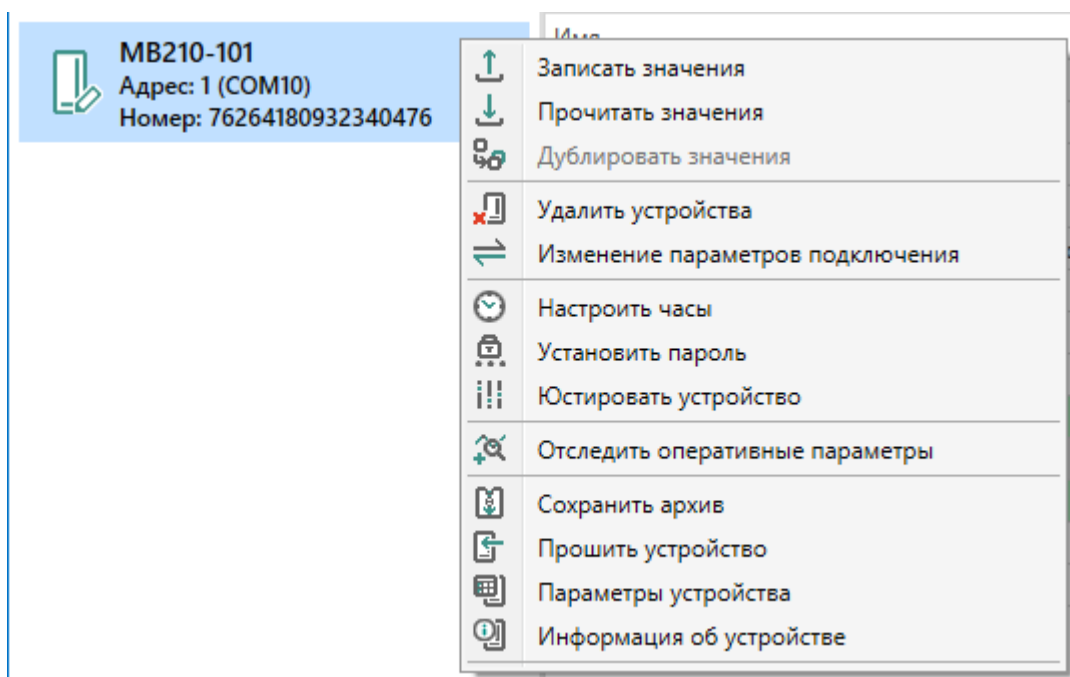 МВ210-101
Адрес: 1 (COM10)
Номер: 76264180932340476
Имя
Записать значения
Прочитать значения
Дублировать значения
Удалить устройства
Изменение параметров подключения
Настроить часы
Установить пароль
Юстировать устройство
Отследить оперативные параметры
Сохранить архив
Прошить устройство
Параметры устройства
Информация об устройстве